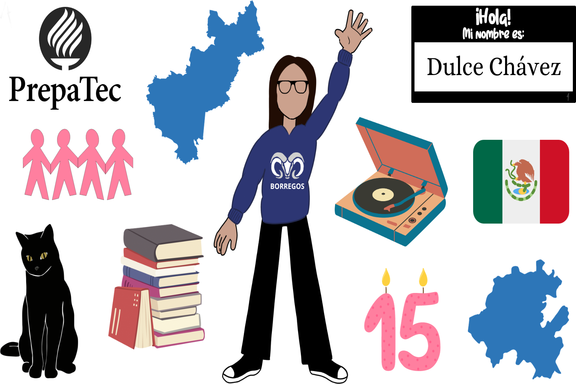 PrepaTec
¡Hola!
Mi nombre es:
Dulce Chávez
BORREGOS
15